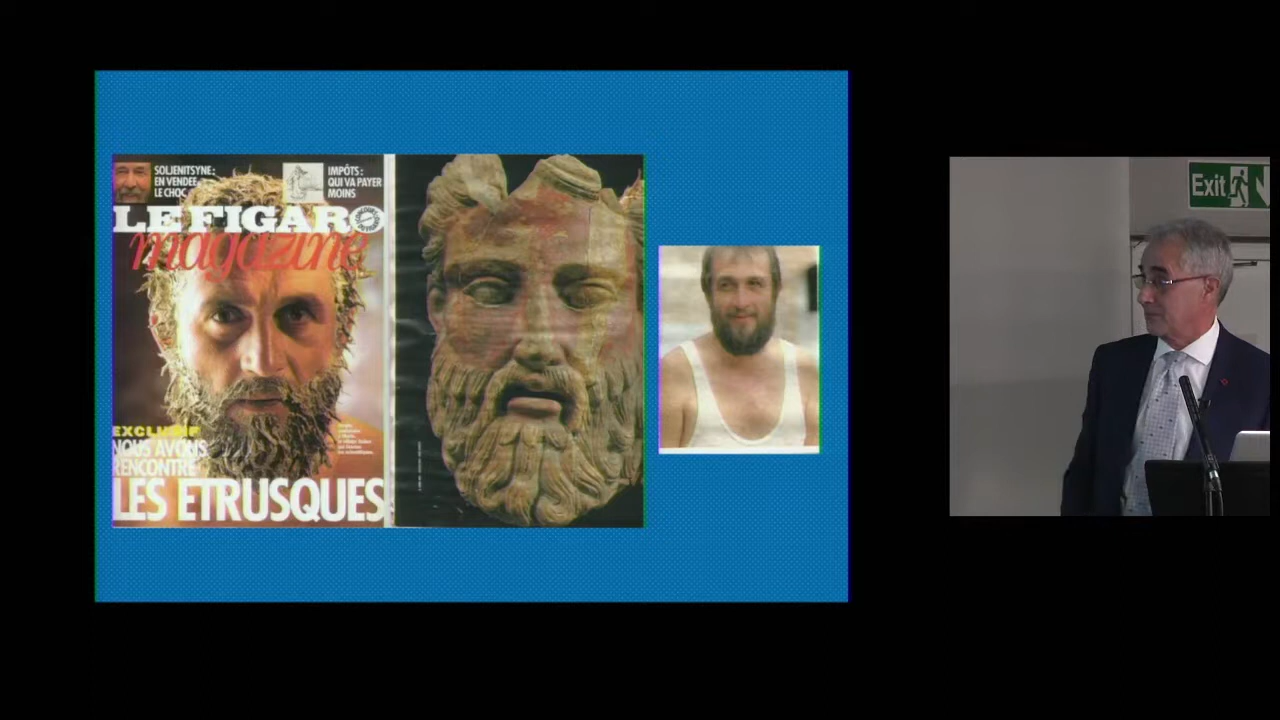 SOLJENITSYNE :
EN VENDEE,
LE CHOC
IMPÔTS :
QUI VA PAYER
MOINS
LE FIGARO
magazine
EXCLUSIF
NOUS AVONS
RENCONTRÉ
LES ETRUSQUES
Exit